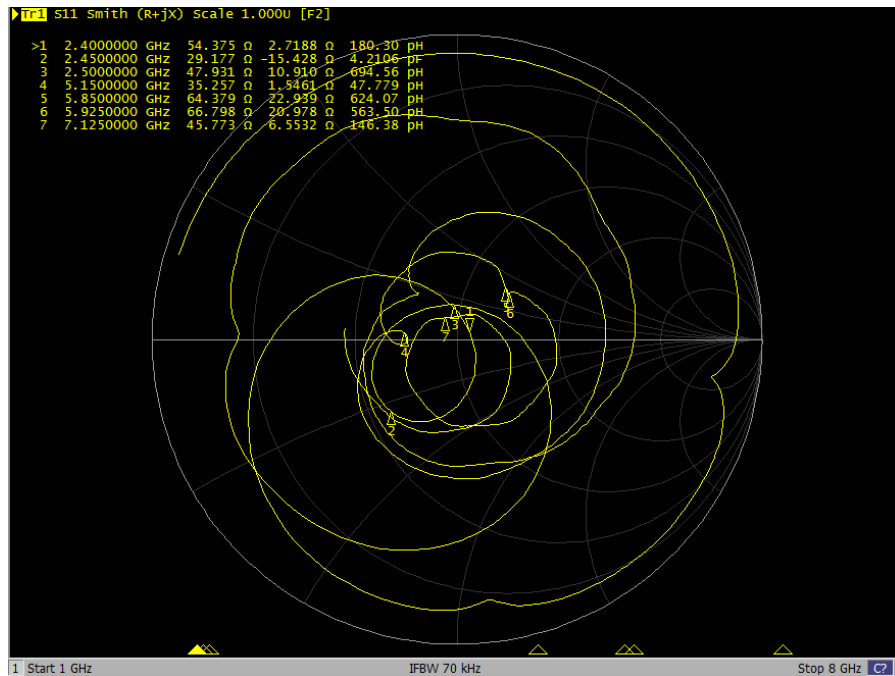 Tr1 S11 Smith (R+jX) Scale 1.000U [F2]
>1 2.4000000 GHz 54.375 Ω 2.7188 Ω 180.30 pH
2 2.4500000 GHz 29.177 Ω -15.428 Ω 4.2106 pF
3 2.5000000 GHz 47.931 Ω 10.910 Ω 694.56 pH
4 5.1500000 GHz 35.257 Ω 1.5461 Ω 47.779 pH
5 5.8500000 GHz 64.379 Ω 22.939 Ω 624.07 pH
6 5.9250000 GHz 66.798 Ω 20.978 Ω 563.50 pH
7 7.1250000 GHz 45.773 Ω 6.5532 Ω 146.38 pH
6
1
3
7
4
2
1 Start 1 GHz IFBW 70 kHz Stop 8 GHz C?